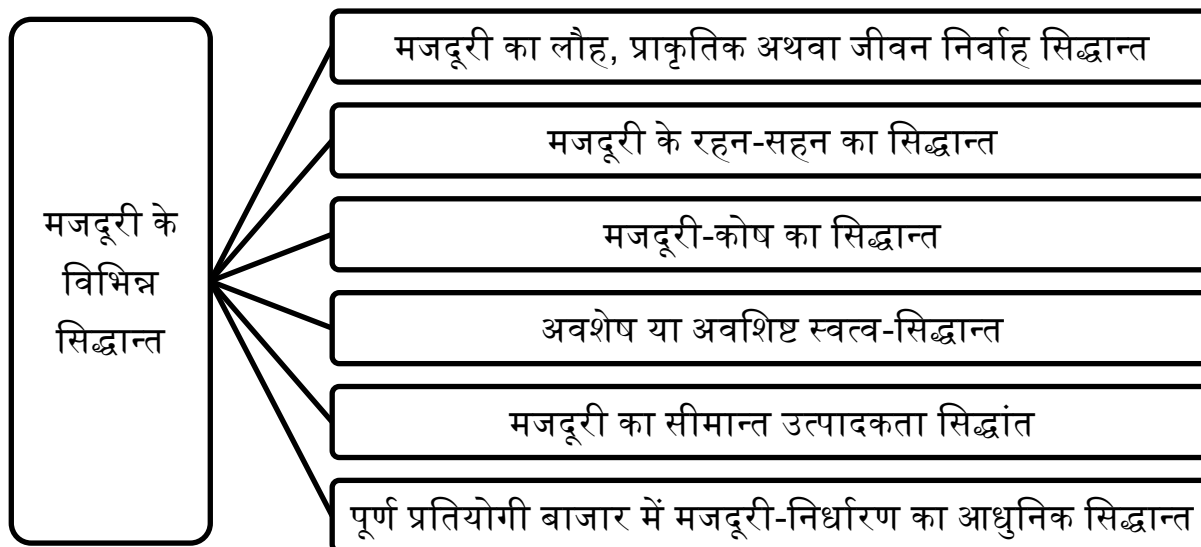 मजदूरी के
विभिन्न
सिद्धान्त
मजदूरी का लौह, प्राकृतिक अथवा जीवन निर्वाह सिद्धान्त
मजदूरी के रहन-सहन का सिद्धान्त
मजदूरी-कोष का सिद्धान्त
अवशेष या अवशिष्ट स्वत्व-सिद्धान्त
मजदूरी का सीमान्त उत्पादकता सिद्धांत
पूर्ण प्रतियोगी बाजार में मजदूरी-निर्धारण का आधुनिक सिद्धान्त